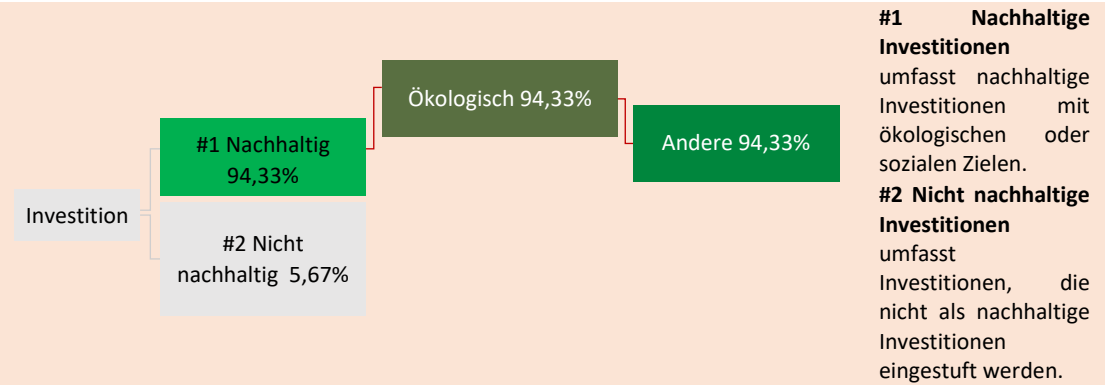 Investition
#1 Nachhaltig
94,33%
#2 Nicht
nachhaltig 5,67%
Ökologisch 94,33%
Andere 94,33%
#1 Nachhaltige
Investitionen
umfasst nachhaltige
Investitionen mit
ökologischen oder
sozialen Zielen.
#2 Nicht nachhaltige
Investitionen
umfasst
Investitionen, die
nicht als nachhaltige
Investitionen
eingestuft werden.